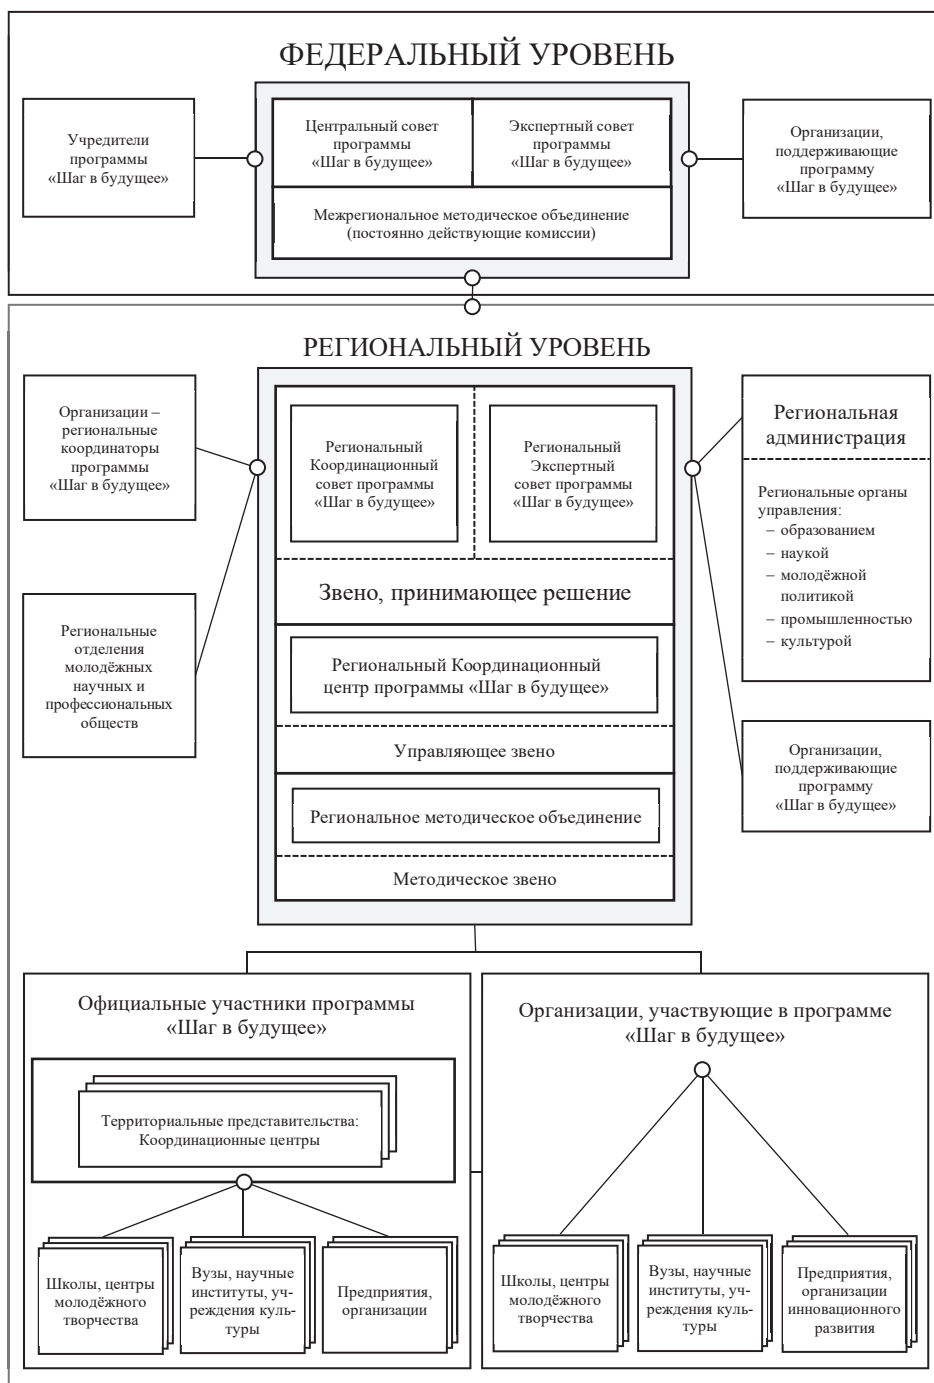 ФЕДЕРАЛЬНЫЙ УРОВЕНЬ
Учредители
программы
«Шаг в будущее»
Центральный совет
программы
«Шаг в будущее»
Экспертный совет
программы
«Шаг в будущее»
Межрегиональное методическое объединение
(постоянно действующие комиссии)
Организации,
поддерживающие
программу
«Шаг в будущее»
РЕГИОНАЛЬНЫЙ УРОВЕНЬ
Организации –
региональные
координаторы
программы
«Шаг в будущее»
Региональные
отделения
молодёжных
научных и
профессиональных
обществ
Региональный
Координационный
совет программы
«Шаг в будущее»
Региональный
Экспертный
совет программы
«Шаг в будущее»
Звено, принимающее решение
Региональный Координационный
центр программы «Шаг в будущее»
Управляющее звено
Региональное методическое объединение
Методическое звено
Региональная
администрация
Региональные органы
управления:
– образованием
– наукой
– молодёжной
политикой
– промышленностью
– культурой
Организации,
поддерживающие
программу
«Шаг в будущее»
Официальные участники программы
«Шаг в будущее»
Территориальные представительства:
Координационные центры
Школы, центры
молодёжного
творчества
Вузы, научные
институты, уч-
реждения куль-
туры
Предприятия,
организации
Организации, участвующие в программе
«Шаг в будущее»
Школы, центры
молодёжного
творчества
Вузы, научные
институты, уч-
реждения куль-
туры
Предприятия,
организации
инновационного
развития